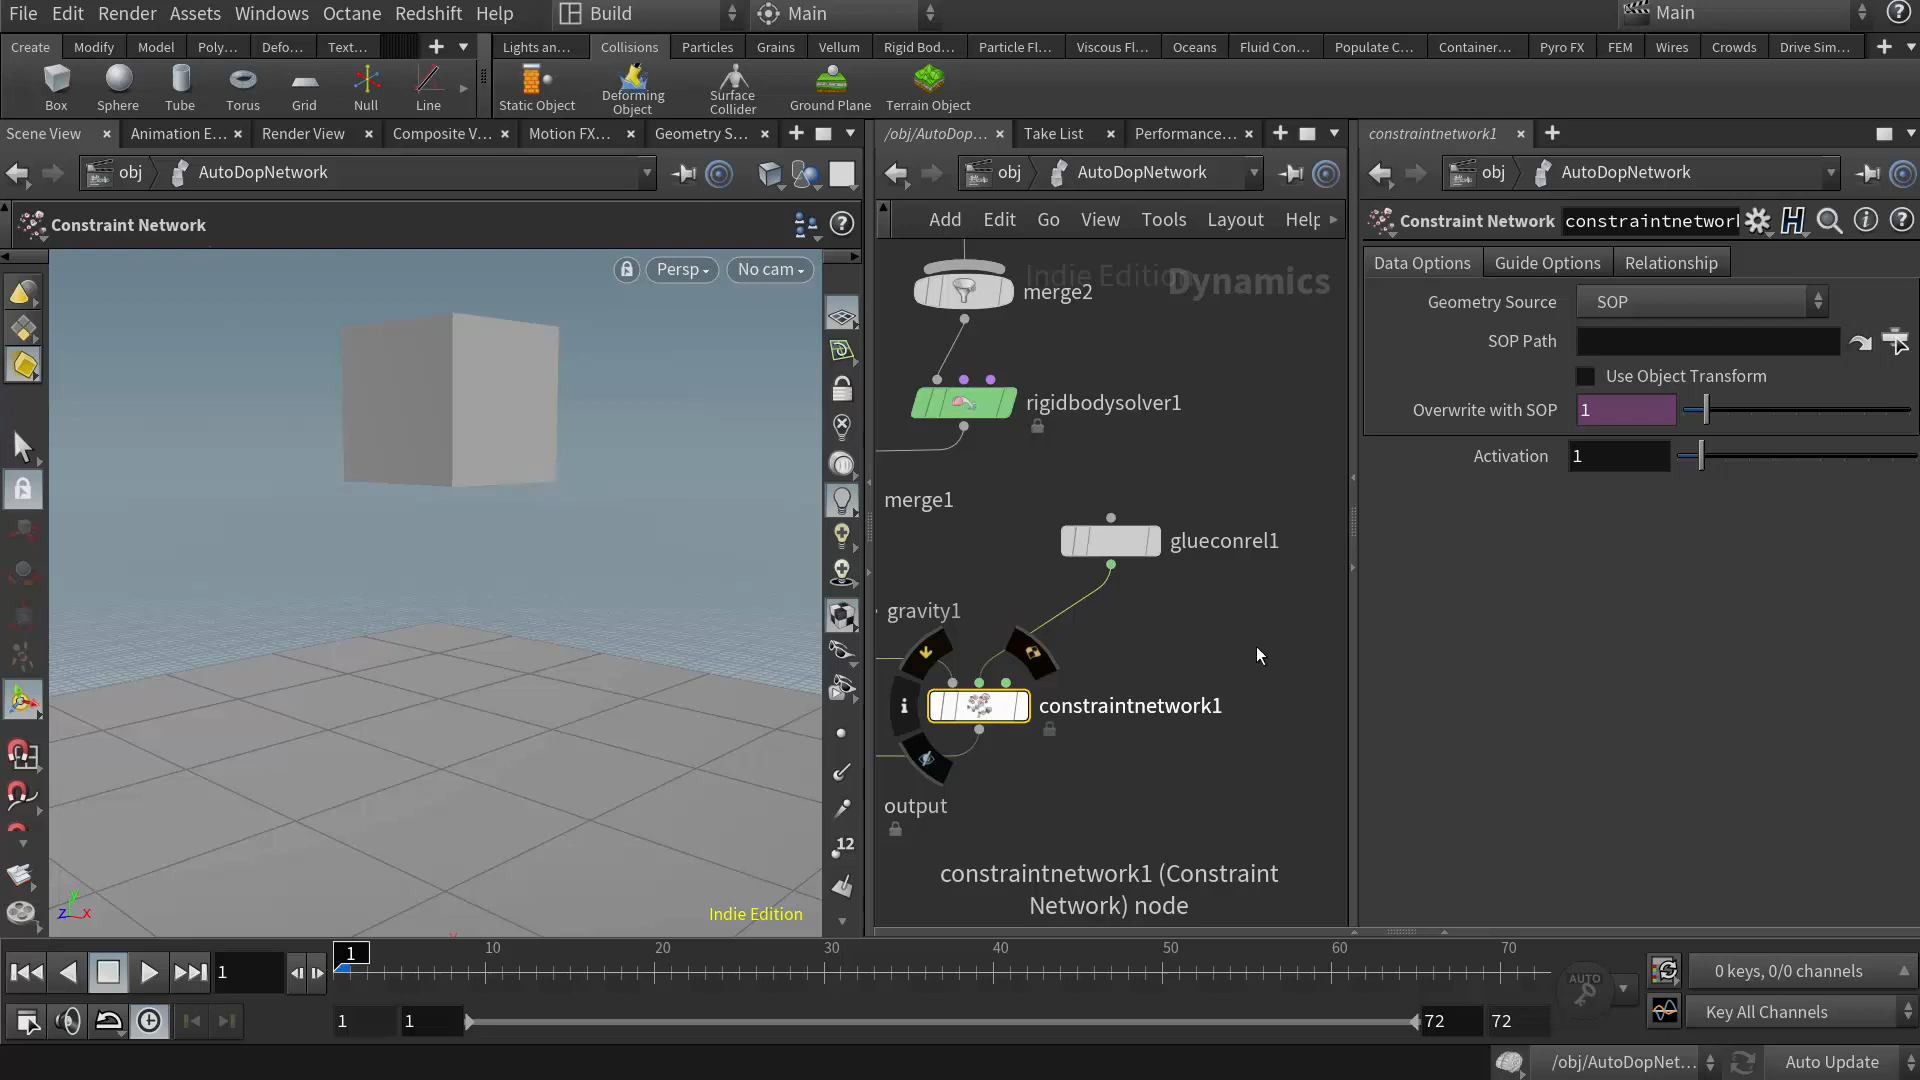 File Edit Render Assets Windows Octane Redshift Help Build Main Main
Create Modify Model Poly... Defo... Text... Lights an... Collisions Particles Grains Vellum Rigid Bod... Particle Fl... Viscous Fl... Oceans Fluid Con... Populate C... Container... Pyro FX FEM Wires Crowds Drive Sim...
Box Sphere Tube Torus Grid Null Line Static Object Deforming Object Surface Collider Ground Plane Terrain Object
Scene View Animation E... Render View Composite V... Motion FX... Geometry S... /obj/AutoDop... Take List Performance... constraintnetwork1
obj AutoDopNetwork obj AutoDopNetwork obj AutoDopNetwork
Constraint Network
Add Edit Go View Tools Layout Help
Constraint Network constraintnetwork
Persp No cam
Data Options Guide Options Relationship
Indie Edition Dynamics
merge2
Geometry Source SOP
SOP Path
Use Object Transform
rigidbodysolver1
Overwrite with SOP 1
Activation 1
merge1
glueconrel1
gravity1
constraintnetwork1
output
12
constraintnetwork1 (Constraint
Network) node
Z Y X
Indie Edition
1 10 20 30 40 50 60 70
1
AUTO
0 keys, 0/0 channels
1 1 72 72
Key All Channels
/obj/AutoDopNet... Auto Update